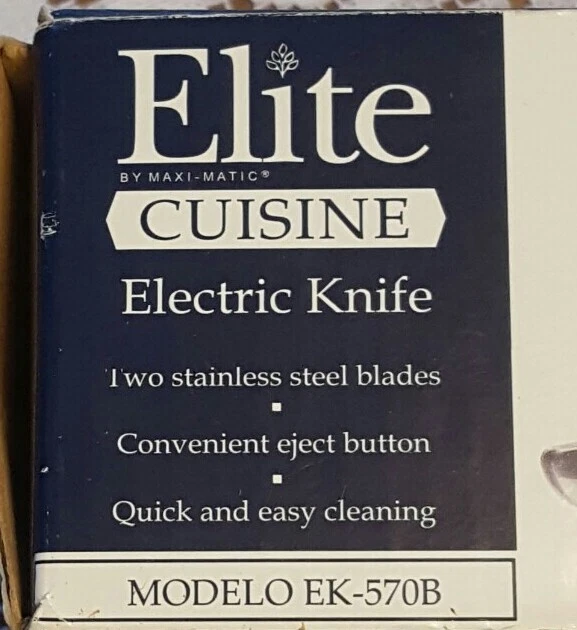 Elite
BY MAXI-MATIC®
CUISINE
Electric Knife
Two stainless steel blades
Convenient eject button
Quick and easy cleaning
MODELO EK-570B